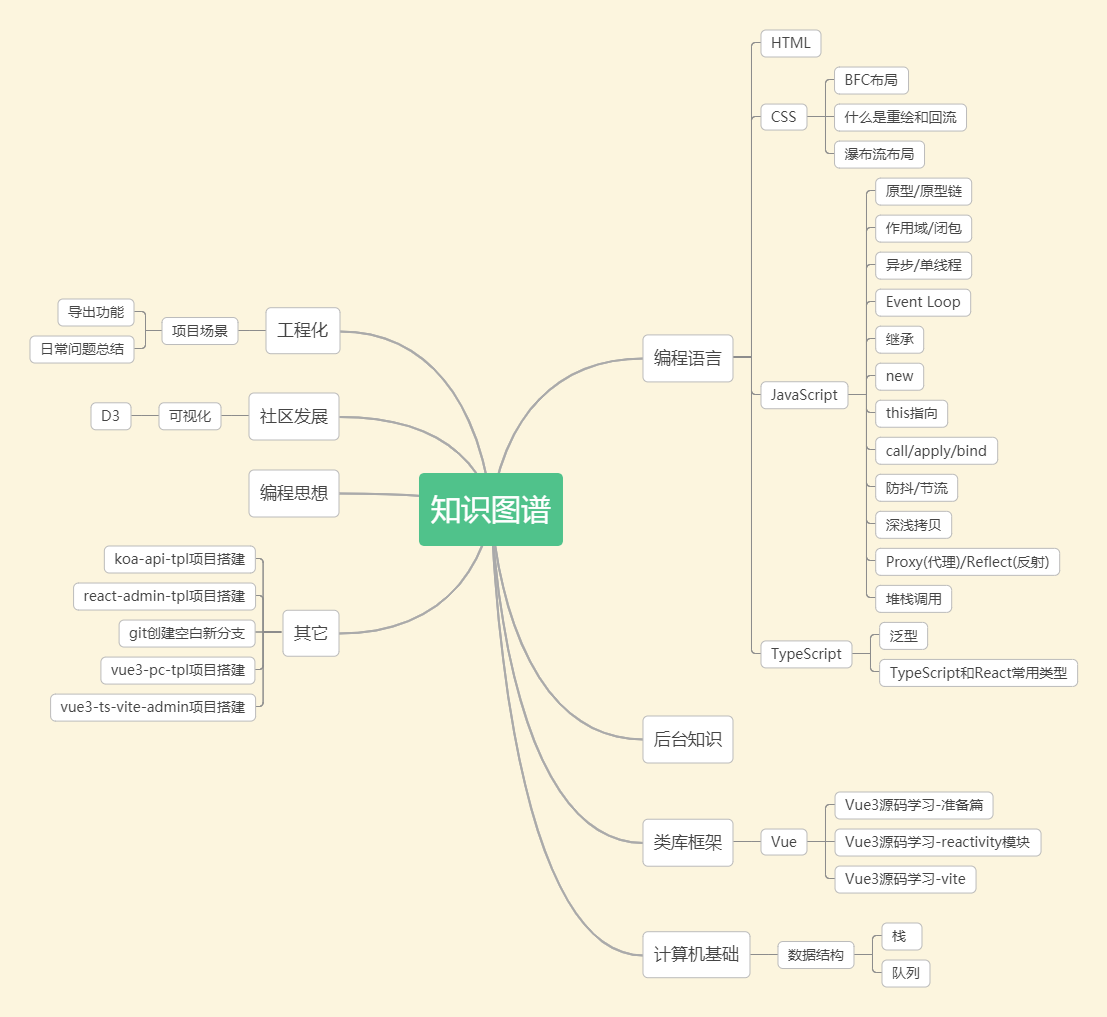 知识图谱
编程语言
HTML
CSS
BFC布局
什么是重绘和回流
瀑布流布局
JavaScript
原型/原型链
作用域/闭包
异步/单线程
Event Loop
继承
new
this指向
call/apply/bind
防抖/节流
深浅拷贝
Proxy(代理)/Reflect(反射)
堆栈调用
TypeScript
泛型
TypeScript和React常用类型
后台知识
类库框架
Vue
Vue3源码学习-准备篇
Vue3源码学习-reactivity模块
Vue3源码学习-vite
计算机基础
数据结构
栈
队列
工程化
项目场景
导出功能
日常问题总结
社区发展
可视化
D3
编程思想
其它
koa-api-tpl项目搭建
react-admin-tpl项目搭建
git创建空白新分支
vue3-pc-tpl项目搭建
vue3-ts-vite-admin项目搭建